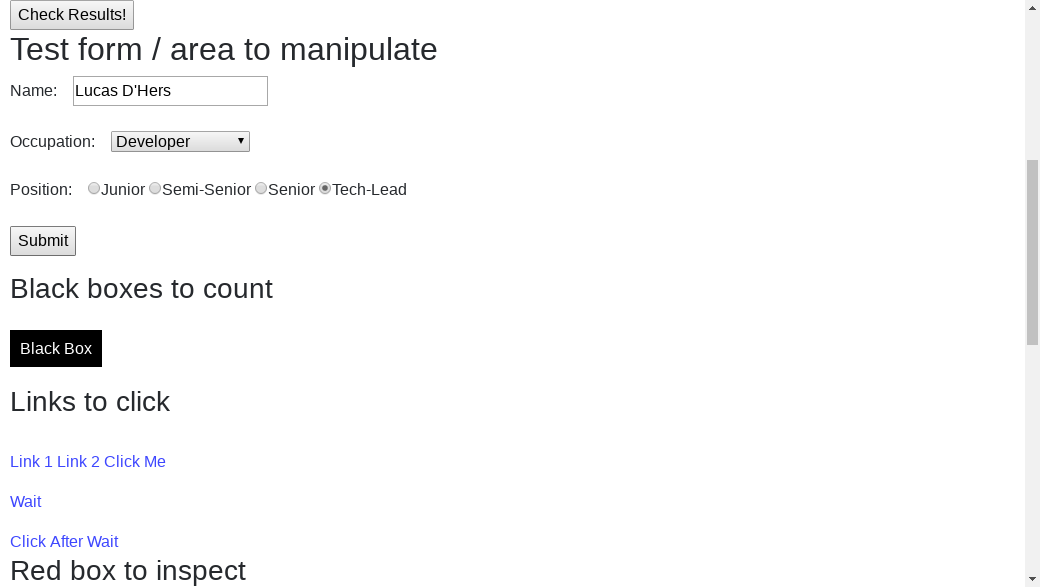 Check Results!
Test form / area to manipulate
Name: Lucas D'Hers
Occupation: Developer
Position: Junior Semi-Senior Senior Tech-Lead
Submit
Black boxes to count
Black Box
Links to click
Link 1 Link 2 Click Me
Wait
Click After Wait
Red box to inspect